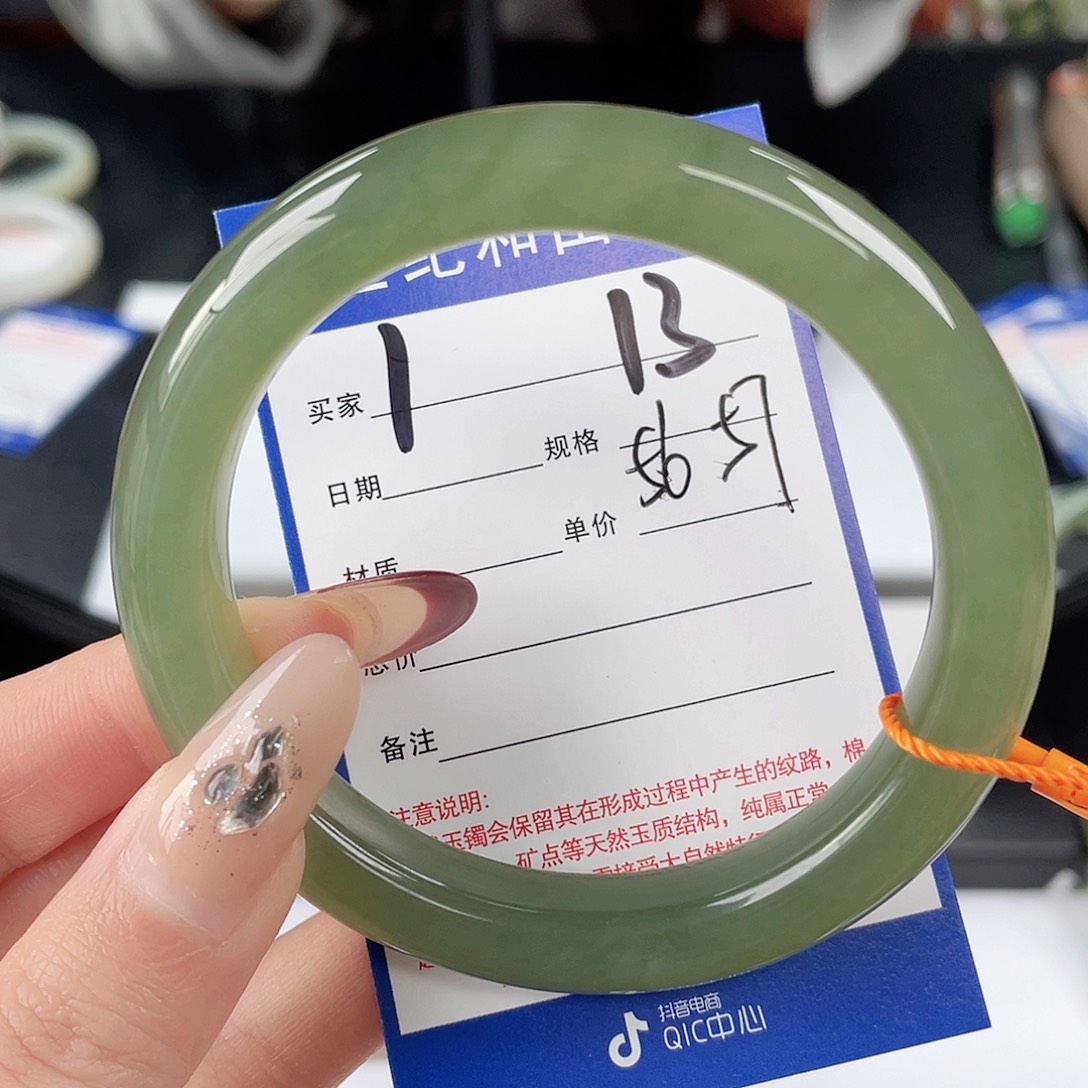 和田
买家 1 13
规格 56
日期
单价
材质
总价
备注
注意说明：
玉镯会保留其在形成过程中产生的纹路，棉
矿点等天然玉质结构，纯属正常
抖音电商
QIC中心